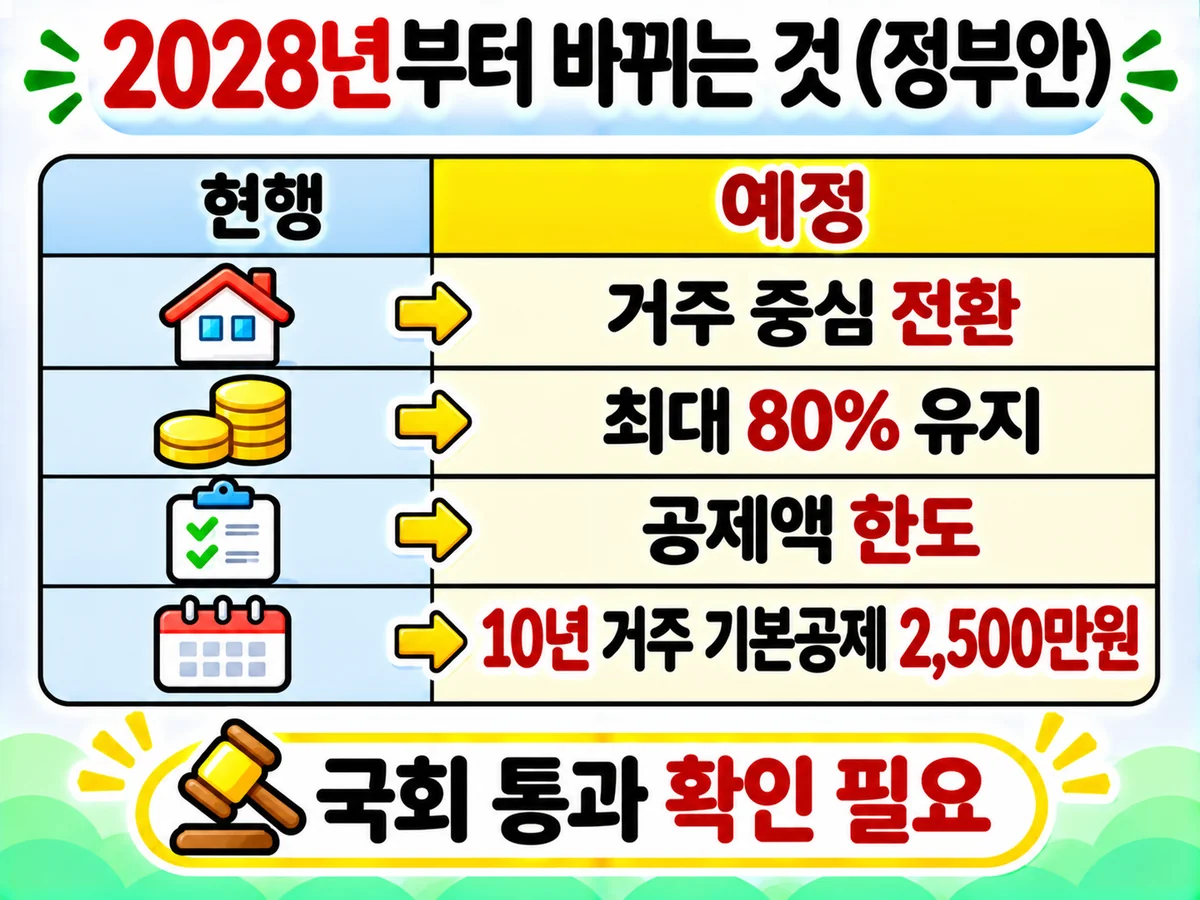 2028년부터 바뀌는 것 (정부안)
현행
예정
거주 중심 전환
최대 80% 유지
공제액 한도
10년 거주 기본공제 2,500만원
국회 통과 확인 필요